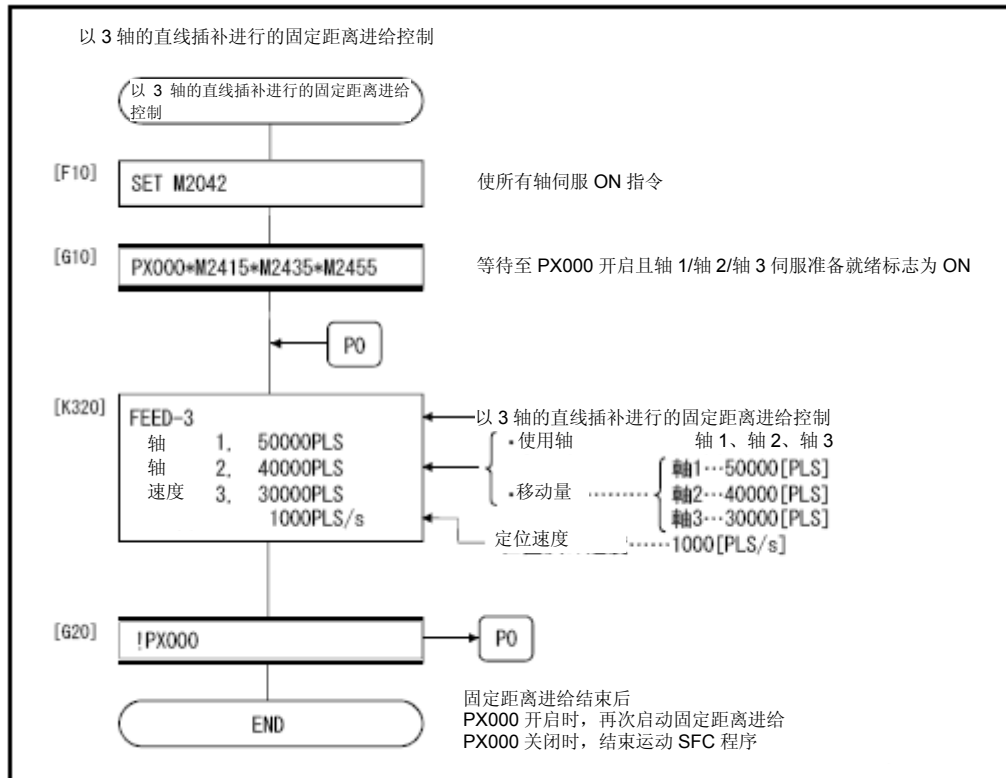 以 3 轴的直线插补进行的固定距离进给控制
以 3 轴的直线插补进行的固定距离进给
控制
[F10]
SET M2042
使所有轴伺服 ON 指令
[G10]
PX000*M2415*M2435*M2455
等待至 PX000 开启且轴 1/轴 2/轴 3 伺服准备就绪标志为 ON
P0
[K320]
FEED-3
轴 1, 50000PLS
轴 2, 40000PLS
速度 3, 30000PLS
1000PLS/s
以 3 轴的直线插补进行的固定距离进给控制
・使用轴 轴 1、轴 2、轴 3
・移动量 ········· 軸1···50000[PLS]
軸2···40000[PLS]
軸3···30000[PLS]
定位速度 ······1000[PLS/s]
[G20]
!PX000
P0
END
固定距离进给结束后
PX000 开启时，再次启动固定距离进给
PX000 关闭时，结束运动 SFC 程序